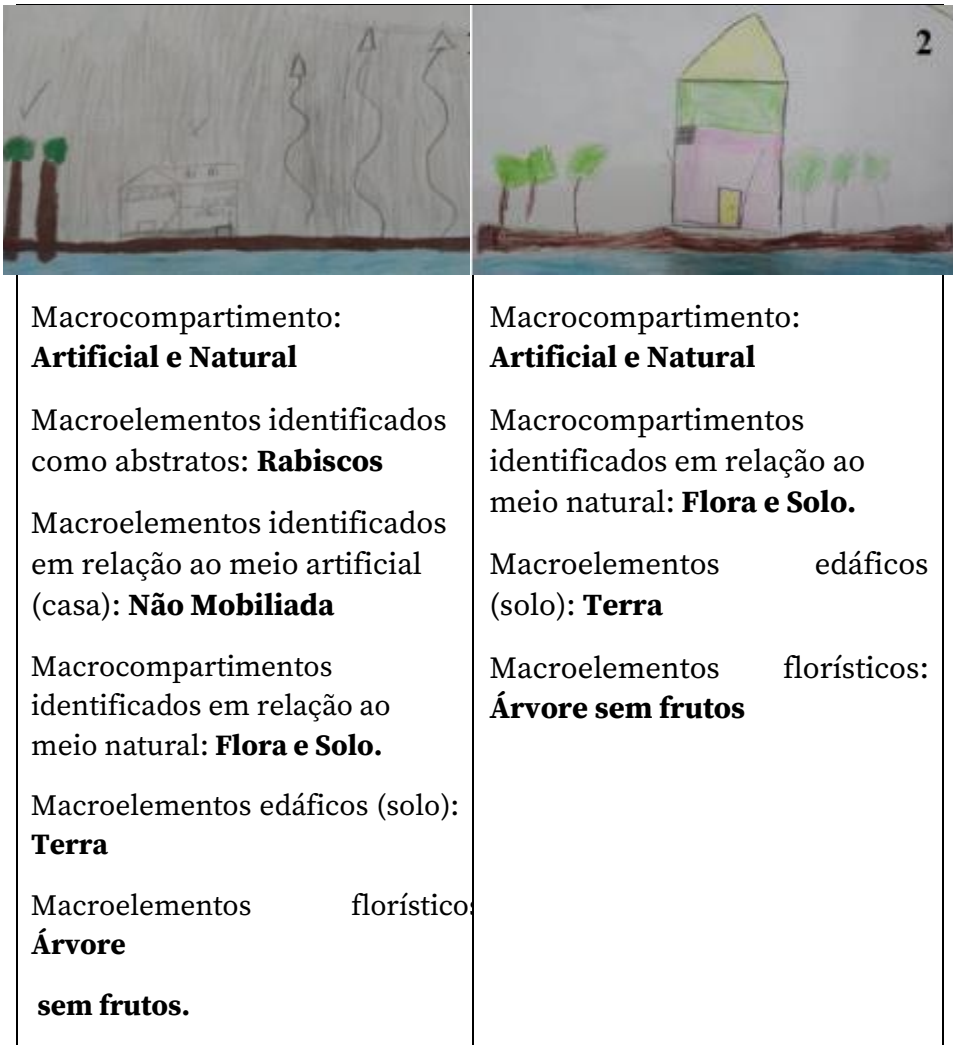 2
Macrocompartimento:
Artificial e Natural
Macroelementos identificados
como abstratos: Rabiscos
Macroelementos identificados
em relação ao meio artificial
(casa): Não Mobiliada
Macrocompartimentos
identificados em relação ao
meio natural: Flora e Solo.
Macroelementos edáficos (solo):
Terra
Macroelementos florísticos
Árvore
sem frutos.
Macrocompartimento:
Artificial e Natural
Macrocompartimentos
identificados em relação ao
meio natural: Flora e Solo.
Macroelementos edáficos
(solo): Terra
Macroelementos florísticos:
Árvore sem frutos